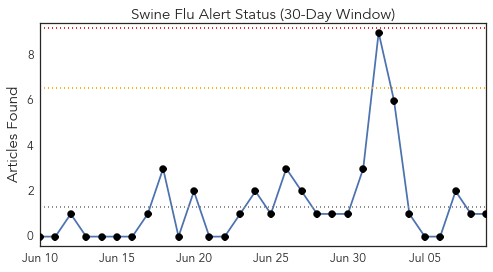 Swine Flu Alert Status (30-Day Window)
Articles Found
8
6
4
2
0
Jun 10
Jun 15
Jun 20
Jun 25
Jun 30
Jul 05